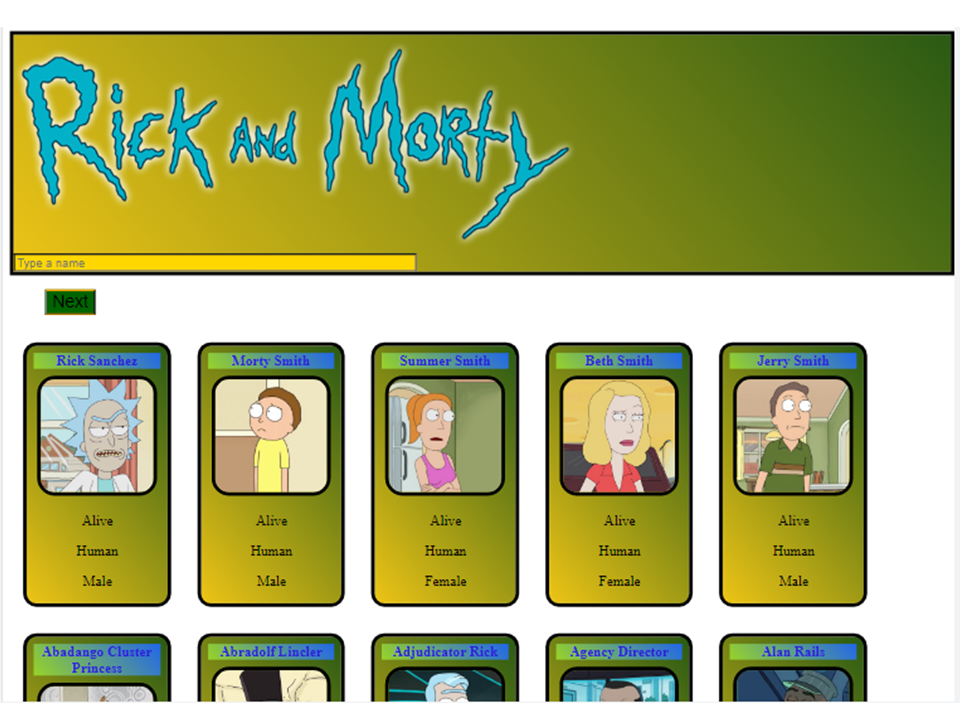 Rick and Morty
Type a name
Next
Rick Sanchez
Morty Smith
Summer Smith
Beth Smith
Jerry Smith
Alive
Alive
Alive
Alive
Alive
Human
Human
Human
Human
Human
Male
Male
Female
Female
Male
Abadango Cluster
Princess
Abradolf Lincler
Adjudicator Rick
Agency Director
Alan Rails